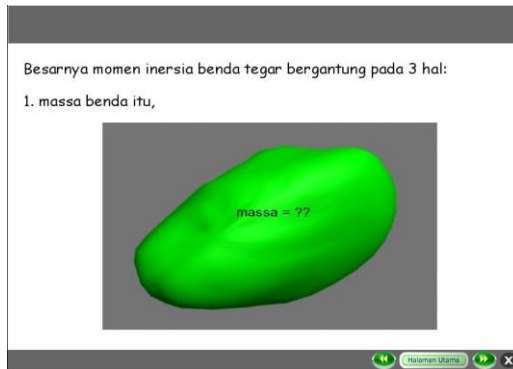 Besarnya momen inersia benda tegar bergantung pada 3 hal:
1. massa benda itu,
massa = ??
Halaman Utama
X